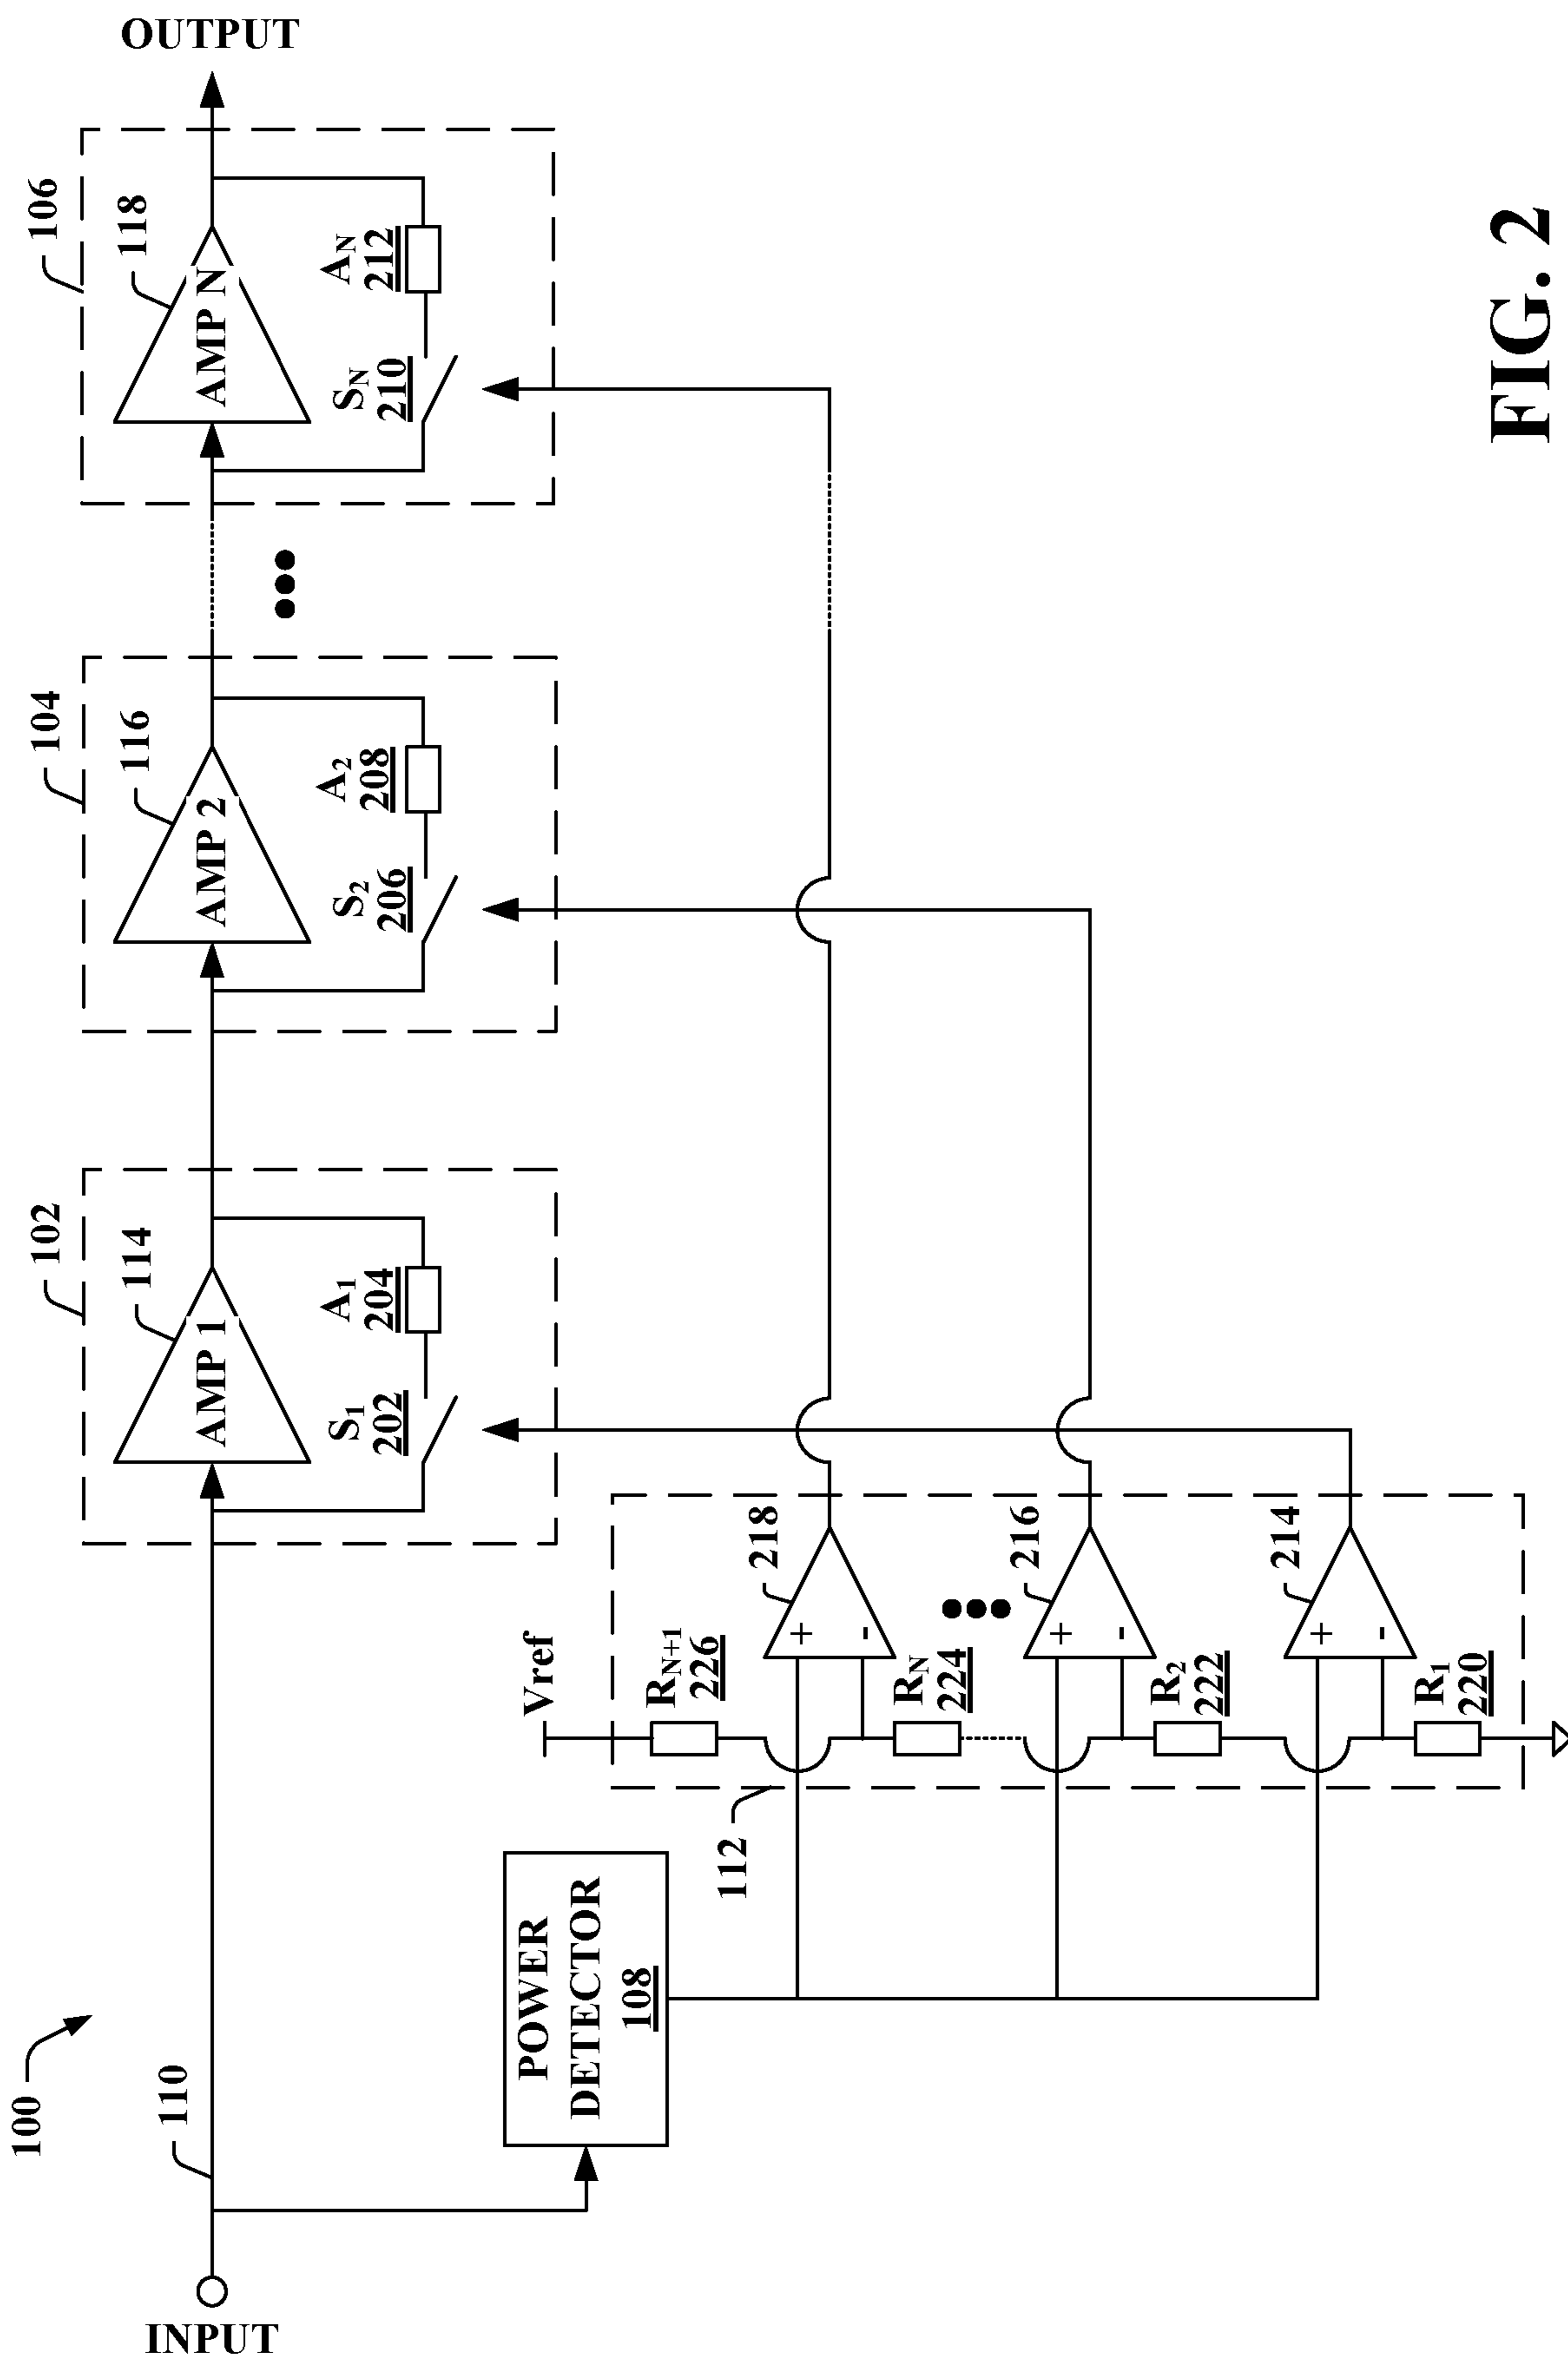 100
110
INPUT
OUTPUT
102
114
AMP 1
S1
202
A1
204
104
116
AMP 2
S2
206
A2
208
106
118
AMP N
SN
210
AN
212
POWER
DETECTOR
108
112
Vref
RN+1
226
218
+
-
RN
224
216
+
-
R2
222
214
+
-
R1
220
FIG. 2